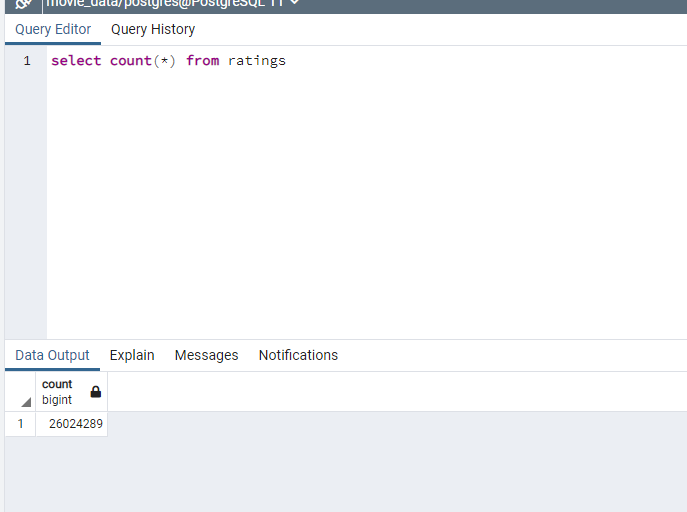 movie_data/postgres@PostgreSQL 11
Query Editor Query History
1 select count(*) from ratings
Data Output Explain Messages Notifications
count
bigint
1 26024289